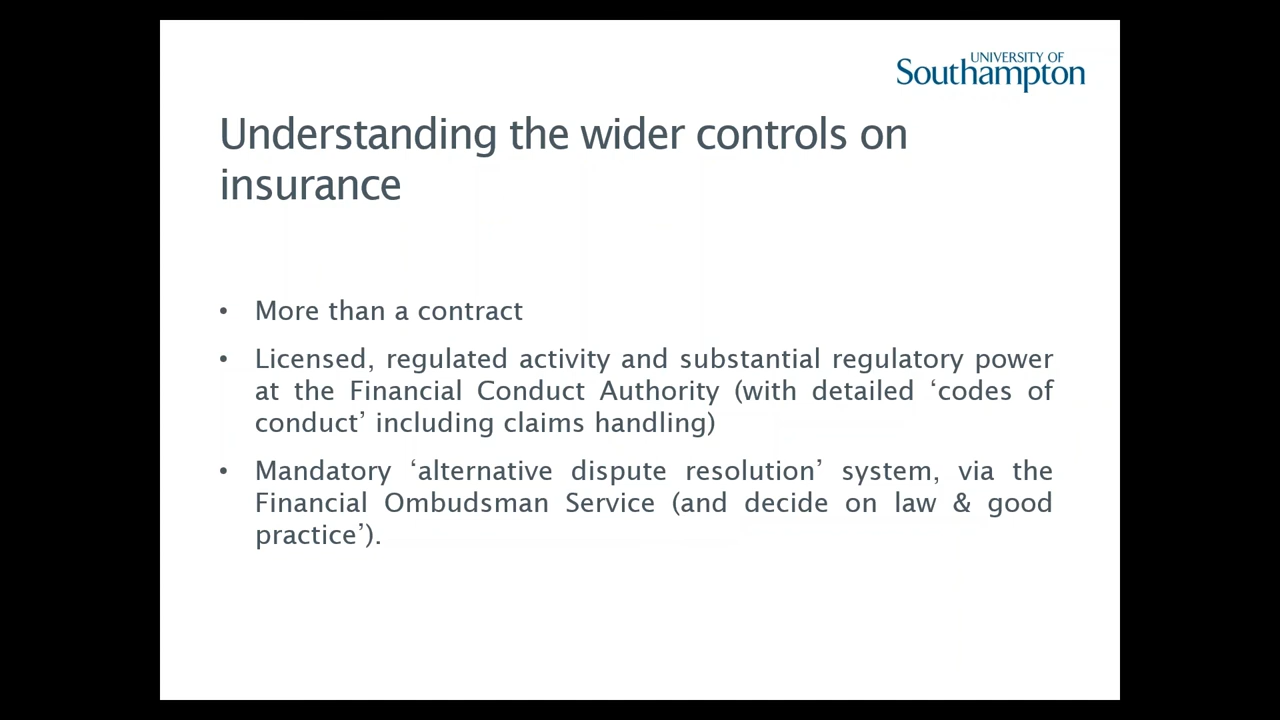 UNIVERSITY OF
Southampton
Understanding the wider controls on
insurance
• More than a contract
• Licensed, regulated activity and substantial regulatory power
at the Financial Conduct Authority (with detailed ‘codes of
conduct’ including claims handling)
• Mandatory ‘alternative dispute resolution’ system, via the
Financial Ombudsman Service (and decide on law & good
practice’).